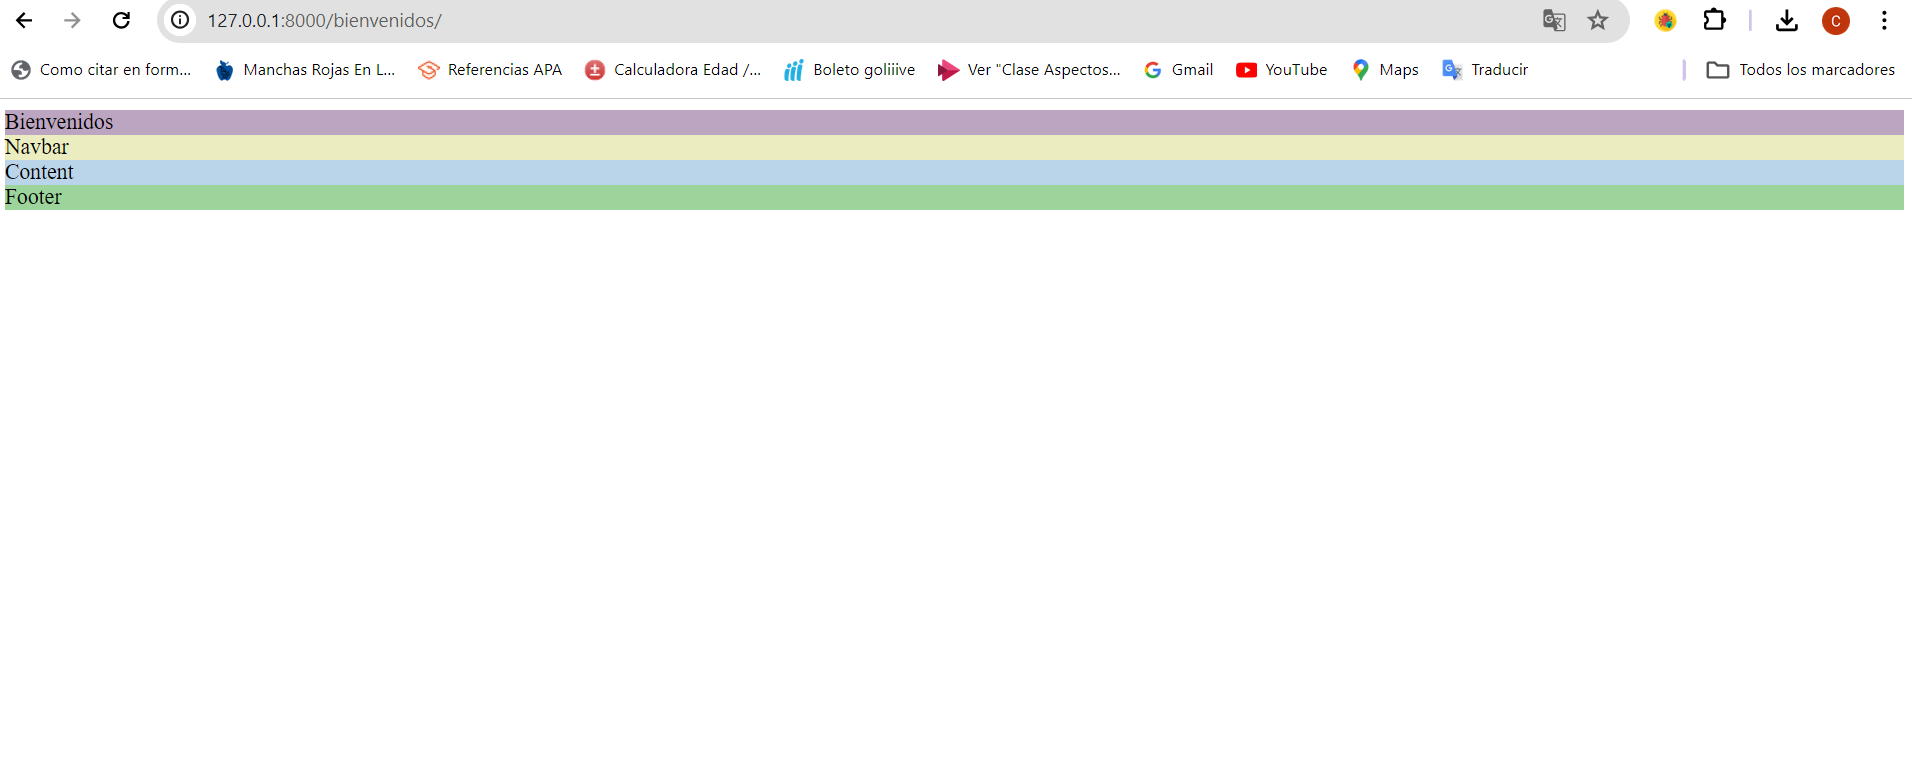 127.0.0.1:8000/bienvenidos/
Como citar en form... Manchas Rojas En L... Referencias APA Calculadora Edad /... Boleto goliiive Ver "Clase Aspectos... Gmail YouTube Maps Traducir Todos los marcadores
Bienvenidos
Navbar
Content
Footer